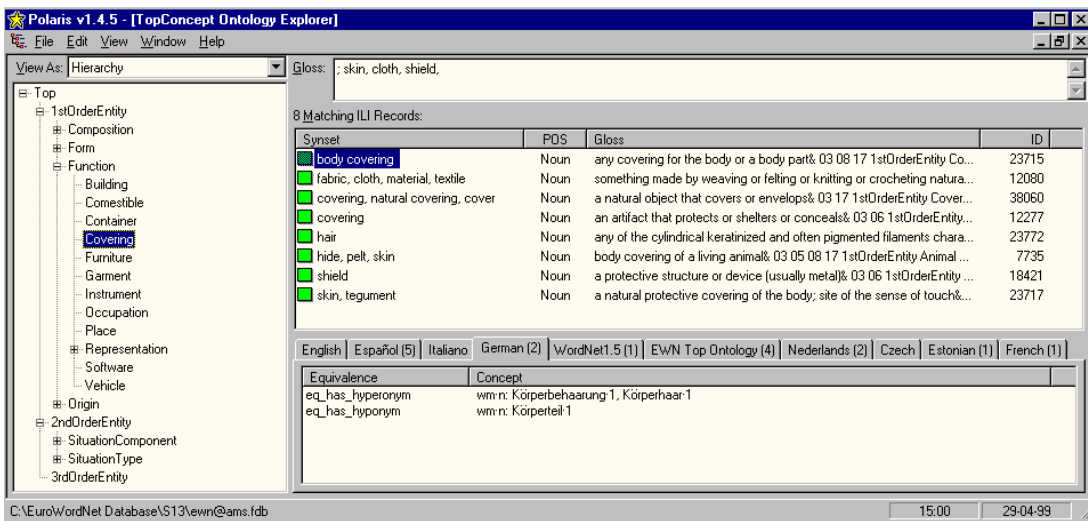 Polaris v1.4.5 - [TopConcept Ontology Explorer]
File Edit View Window Help
View As: Hierarchy
Top
1stOrderEntity
Composition
Form
Function
Building
Comestible
Container
Covering
Furniture
Garment
Instrument
Occupation
Place
Representation
Software
Vehicle
Origin
2ndOrderEntity
SituationComponent
SituationType
3rdOrderEntity
Gloss: ; skin, cloth, shield,
8 Matching ILI Records:
Synset POS Gloss ID
body covering Noun any covering for the body or a body part& 03 08 17 1stOrderEntity Co... 23715
fabric, cloth, material, textile Noun something made by weaving or felting or knitting or crocheting natura... 12080
covering, natural covering, cover Noun a natural object that covers or envelops& 03 17 1stOrderEntity Cover... 38060
covering Noun an artifact that protects or shelters or conceals& 03 06 1stOrderEntity... 12277
hair Noun any of the cylindrical keratinized and often pigmented filaments chara... 23772
hide, pelt, skin Noun body covering of a living animal& 03 05 08 17 1stOrderEntity Animal ... 7735
shield Noun a protective structure or device (usually metal)& 03 06 1stOrderEntity ... 18421
skin, tegument Noun a natural protective covering of the body; site of the sense of touch&... 23717
English Español (5) Italiano German (2) WordNet1.5 (1) EWN Top Ontology (4) Nederlands (2) Czech Estonian (1) French (1)
Equivalence Concept
eq_has_hyperonym wm·n: Körperbehaarung·1, Körperhaar·1
eq_has_hyponym wm·n: Körperteil·1
C:\EuroWordNet Database\S13\ewn@ams.fdb 15:00 29-04-99